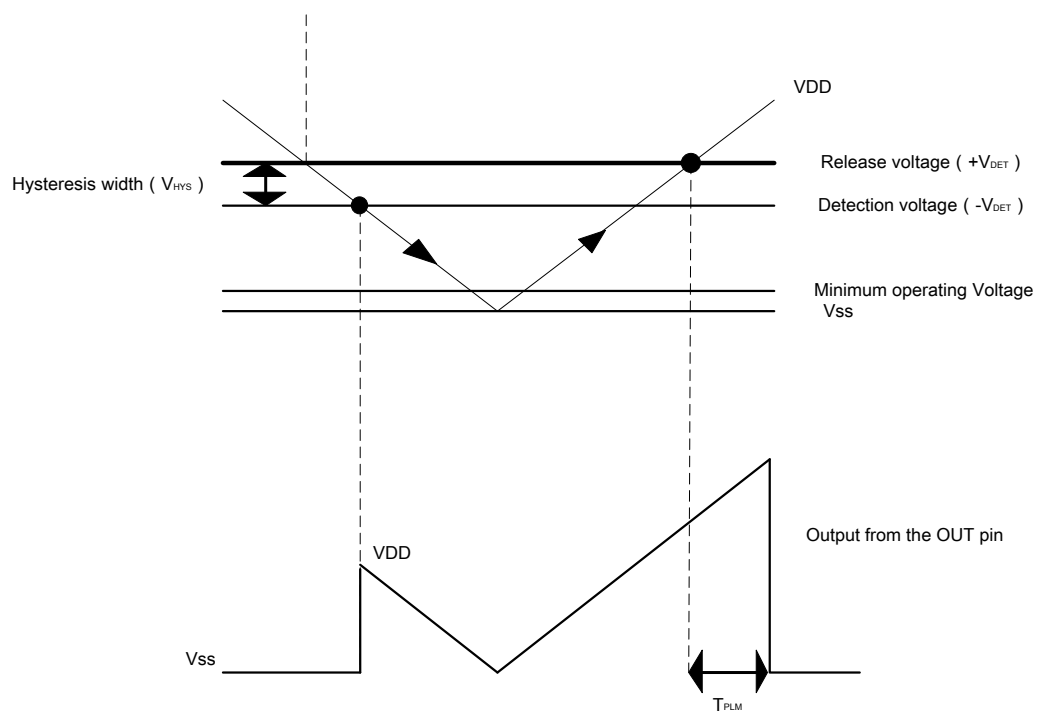 VDD
Release voltage ( +VDET )
Hysteresis width ( VHYS )
Detection voltage ( -VDET )
Minimum operating Voltage
Vss
Output from the OUT pin
VDD
Vss
TPLM